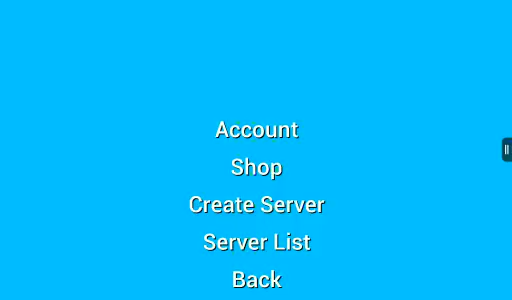 Account
Shop
Create Server
Server List
Back